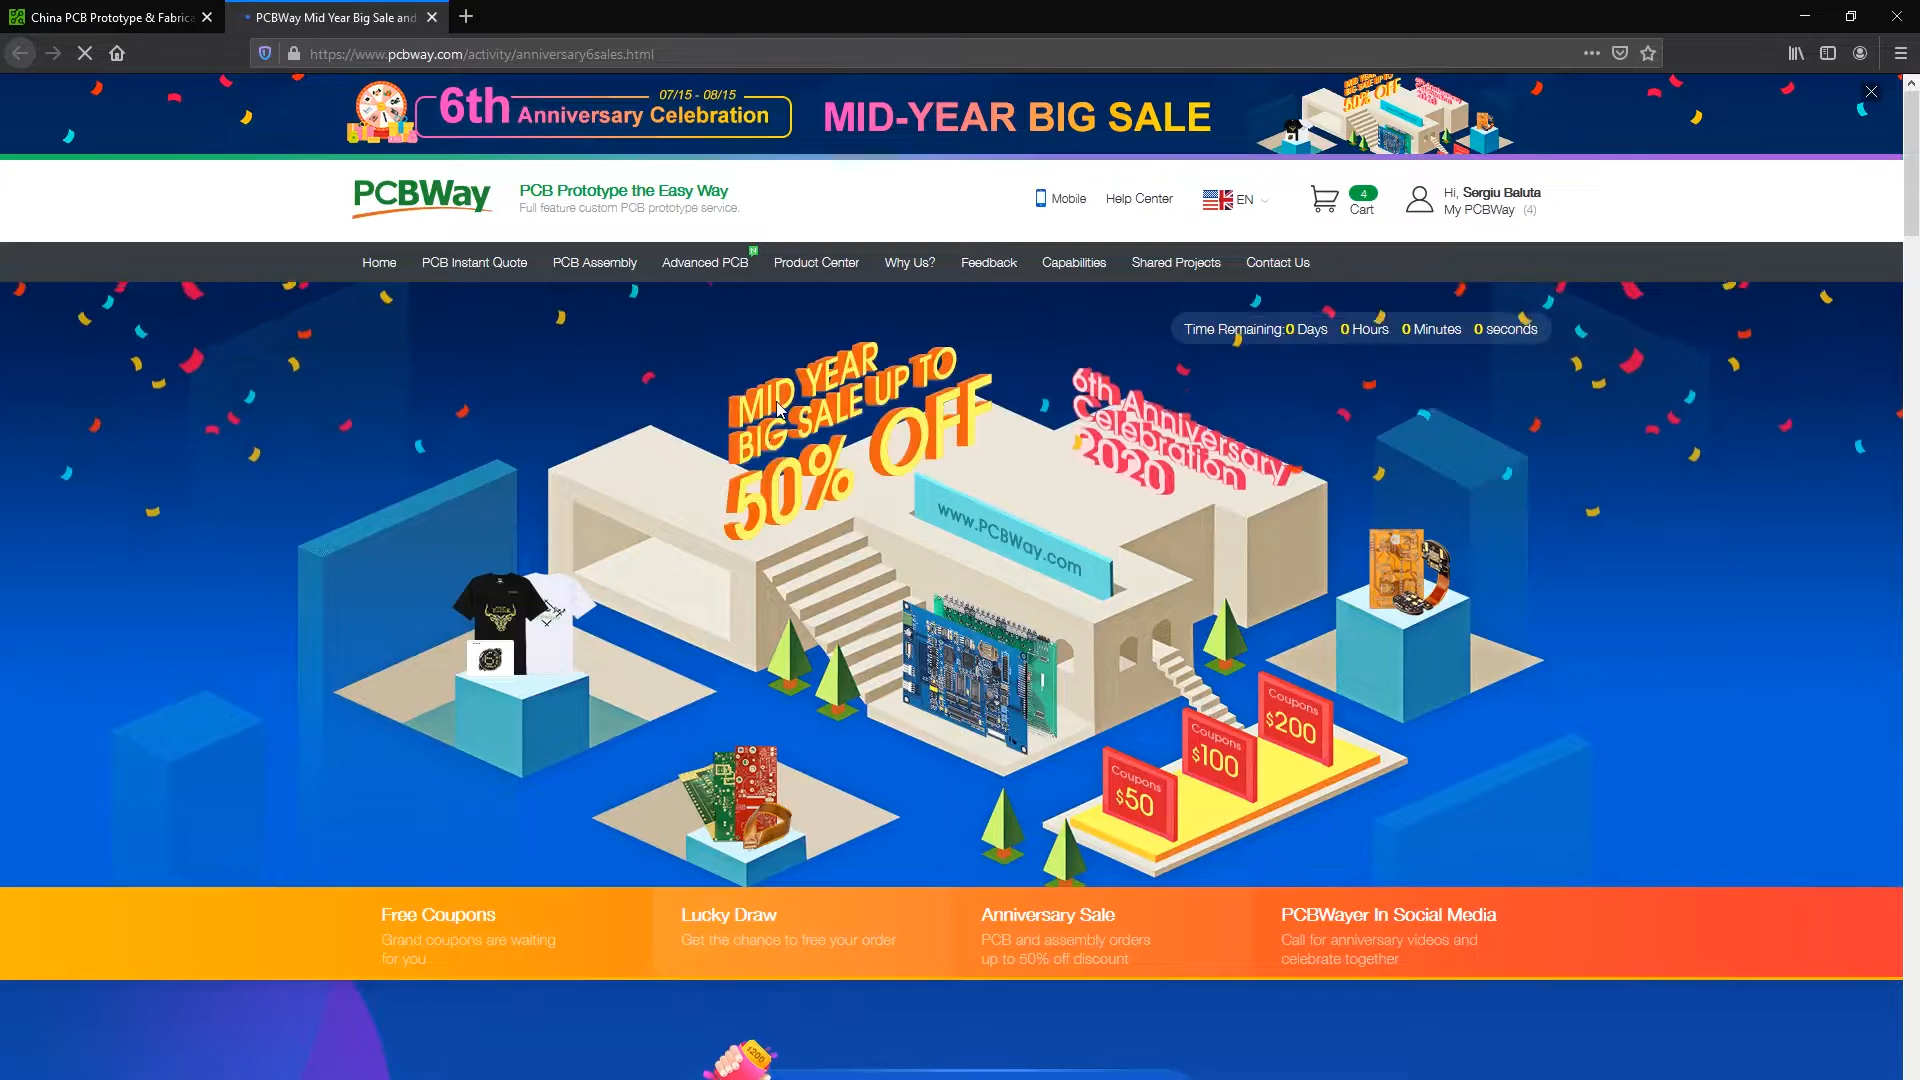 China PCB Prototype & Fabrica
PCBWay Mid Year Big Sale and
https://www.pcbway.com/activity/anniversary6sales.html
6th Anniversary Celebration
07/15 - 08/15
MID-YEAR BIG SALE
MID YEAR
50% OFF
PCBWay
PCB Prototype the Easy Way
Full feature custom PCB prototype service.
Mobile
Help Center
EN
4
Cart
Hi, Sergiu Baluta
My PCBWay (4)
Home
PCB Instant Quote
PCB Assembly
Advanced PCB
N
Product Center
Why Us?
Feedback
Capabilities
Shared Projects
Contact Us
Time Remaining:0 Days 0 Hours 0 Minutes 0 seconds
MID YEAR
BIG SALE UP TO
50% OFF
6th Anniversary
Celebration
2020
www.PCBWay.com
Coupons
$200
Coupons
$100
Coupons
$50
Free Coupons
Grand coupons are waiting
for you
Lucky Draw
Get the chance to free your order
Anniversary Sale
PCB and assembly orders
up to 50% off discount
PCBWayer In Social Media
Call for anniversary videos and
celebrate together
$200